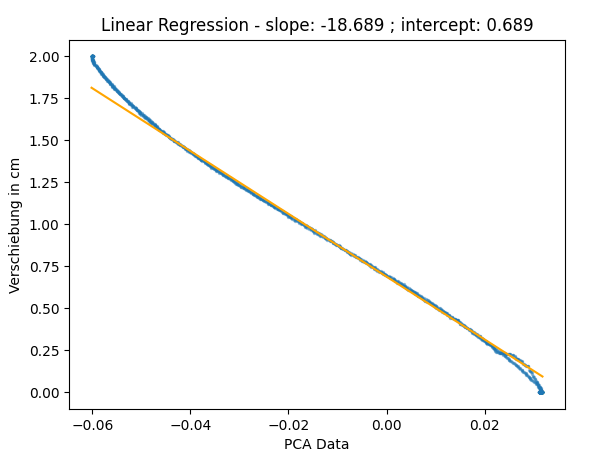 Linear Regression - slope: -18.689 ; intercept: 0.689
2.00
1.75
1.50
1.25
1.00
0.75
0.50
0.25
0.00
Verschiebung in cm
−0.06 −0.04 −0.02 0.00 0.02
PCA Data